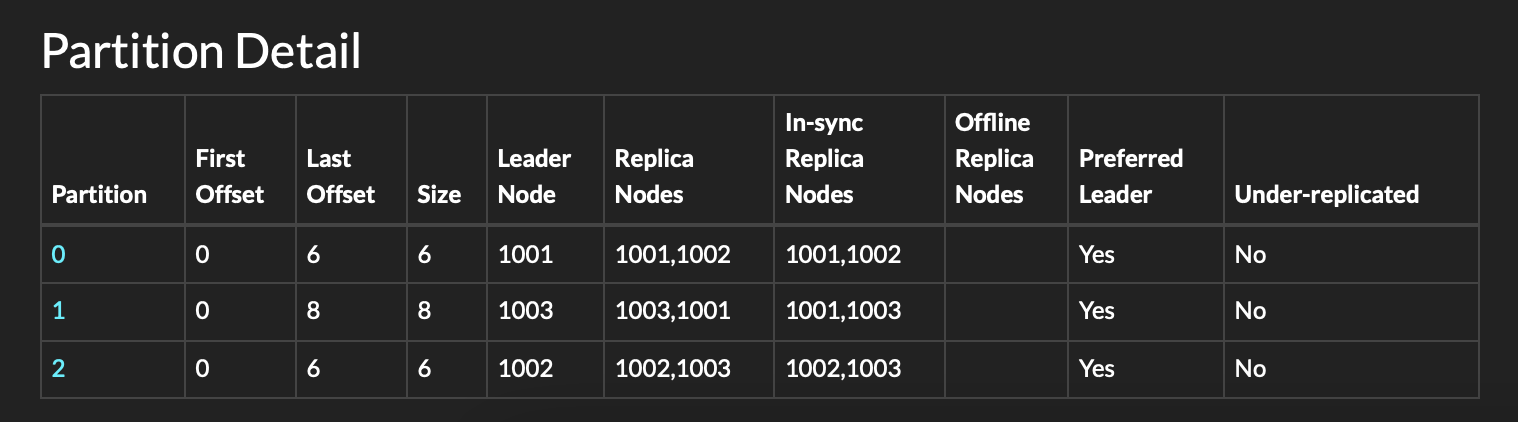 Partition Detail
Partition First Offset Last Offset Size Leader Node Replica Nodes In-sync Replica Nodes Offline Replica Nodes Preferred Leader Under-replicated
0 0 6 6 1001 1001,1002 1001,1002 Yes No
1 0 8 8 1003 1003,1001 1001,1003 Yes No
2 0 6 6 1002 1002,1003 1002,1003 Yes No